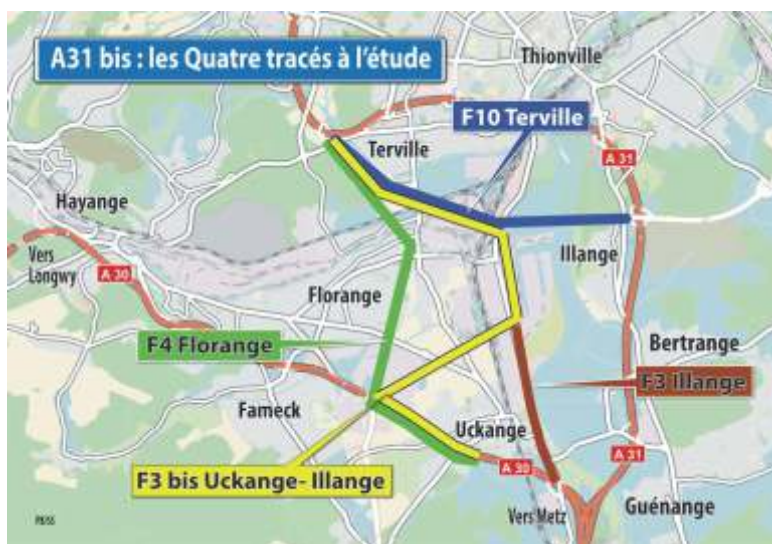 A31 bis : les Quatre tracés à l'étude
Thionville
F10 Terville
Terville
A 31
Hayange
Vers
Longwy
A 30
Illange
Florange
F4 Florange
Bertrange
F3 Illange
Fameck
Uckange
A 31
A 30
F3 bis Uckange- Illange
Vers Metz
Guénange